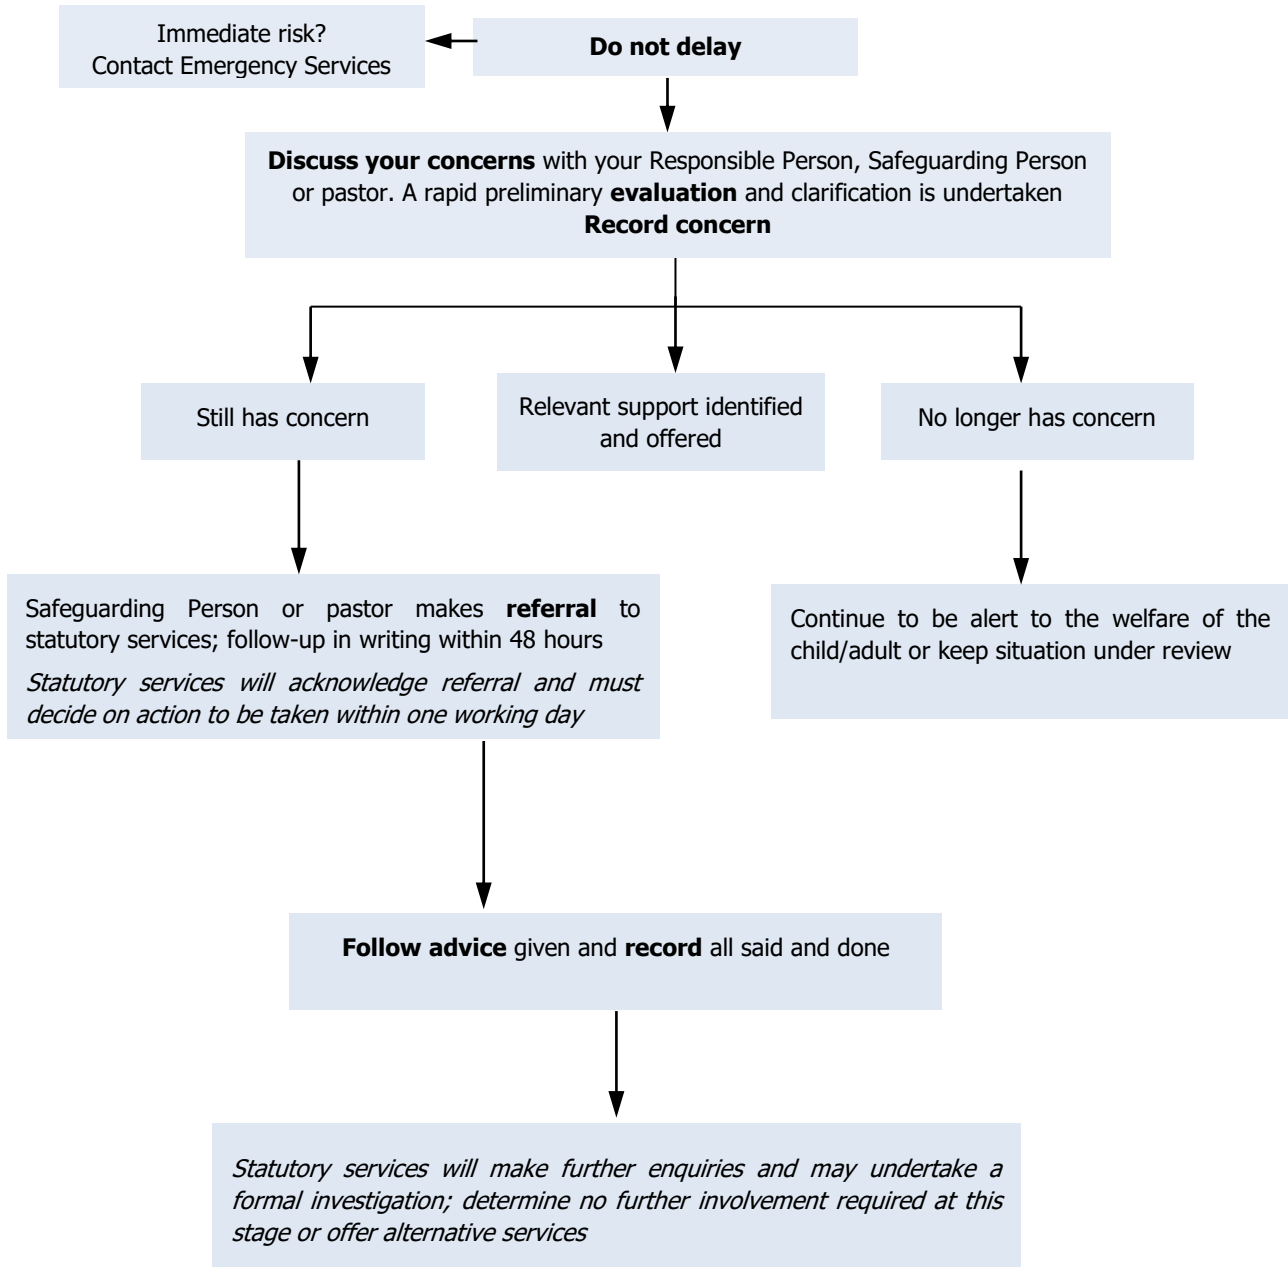 Immediate risk?
Contact Emergency Services
Do not delay
Discuss your concerns with your Responsible Person, Safeguarding Person
or pastor. A rapid preliminary evaluation and clarification is undertaken
Record concern
Still has concern
Relevant support identified
and offered
No longer has concern
Safeguarding Person or pastor makes referral to
statutory services; follow-up in writing within 48 hours
Statutory services will acknowledge referral and must
decide on action to be taken within one working day
Continue to be alert to the welfare of the
child/adult or keep situation under review
Follow advice given and record all said and done
Statutory services will make further enquiries and may undertake a
formal investigation; determine no further involvement required at this
stage or offer alternative services